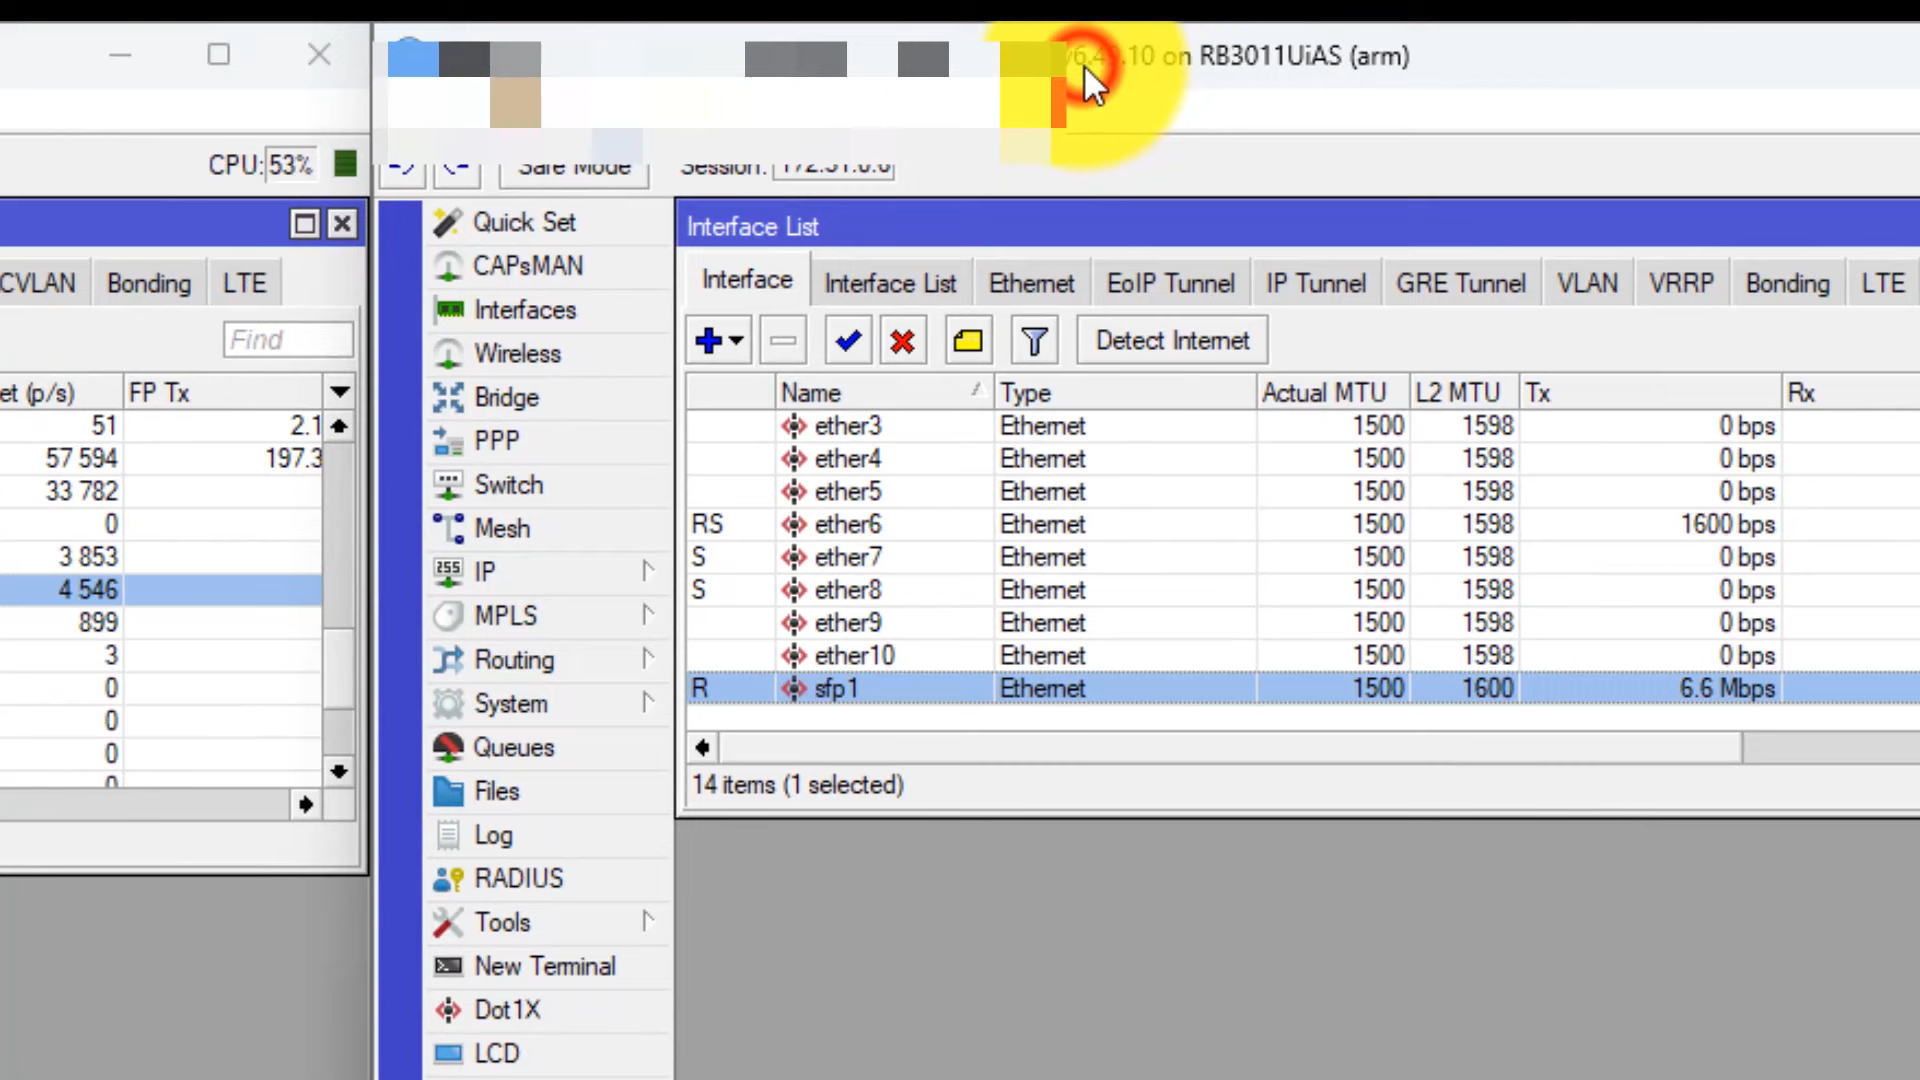 on RB3011UiAS (arm)
CPU: 53%
Safe Mode
Session:
CVLAN Bonding LTE
Find
et (p/s) FP Tx
51 2.1
57 594 197.3
33 782
0
3 853
4 546
899
3
0
0
0
0
Quick Set
CAPsMAN
Interfaces
Wireless
Bridge
PPP
Switch
Mesh
IP
MPLS
Routing
System
Queues
Files
Log
RADIUS
Tools
New Terminal
Dot1X
LCD
Interface List
Interface Interface List Ethernet EoIP Tunnel IP Tunnel GRE Tunnel VLAN VRRP Bonding LTE
Detect Internet
Name Type Actual MTU L2 MTU Tx Rx
ether3 Ethernet 1500 1598 0 bps
ether4 Ethernet 1500 1598 0 bps
ether5 Ethernet 1500 1598 0 bps
RS ether6 Ethernet 1500 1598 1600 bps
S ether7 Ethernet 1500 1598 0 bps
S ether8 Ethernet 1500 1598 0 bps
ether9 Ethernet 1500 1598 0 bps
ether10 Ethernet 1500 1598 0 bps
R sfp1 Ethernet 1500 1600 6.6 Mbps
14 items (1 selected)